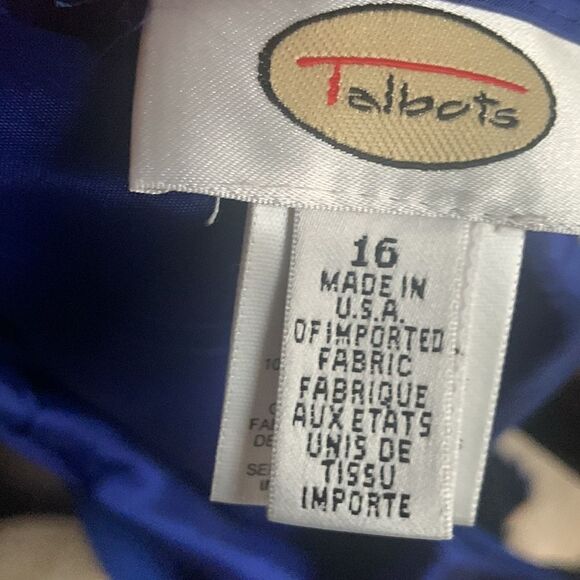 Talbots
16
MADE IN
U.S.A.
OF IMPORTED
FABRIC
FABRIQUE
AUX ETATS
UNIS DE
TISSU
IMPORTE